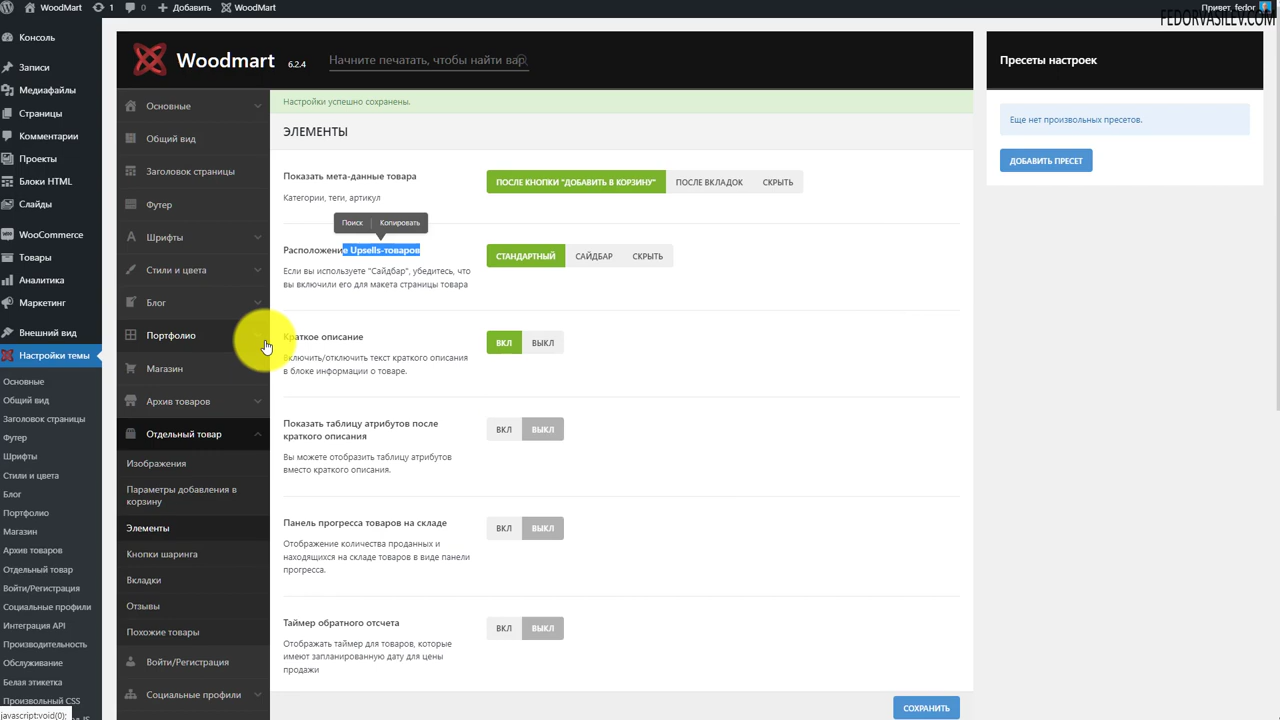 WoodMart 1 0 Добавить Привет, fedor
FEDORVASILEV.COM
Консоль
Записи
Медиафайлы
Страницы
Комментарии
Проекты
Блоки HTML
Слайды
WooCommerce
Товары
Аналитика
Маркетинг
Внешний вид
Настройки темы
Основные
Общий вид
Заголовок страницы
Футер
Шрифты
Стили и цвета
Блог
Портфолио
Магазин
Архив товаров
Отдельный товар
Войти/Регистрация
Социальные профили
Интеграция API
Производительность
Обслуживание
Белая этикетка
Произвольный CSS
javascript:void(0);
Woodmart 6.2.4 Начните печатать, чтобы найти вар
Основные
Общий вид
Заголовок страницы
Футер
Шрифты
Стили и цвета
Блог
Портфолио
Магазин
Архив товаров
Отдельный товар
Изображения
Параметры добавления в
корзину
Элементы
Кнопки шаринга
Вкладки
Отзывы
Похожие товары
Войти/Регистрация
Социальные профили
Настройки успешно сохранены.
ЭЛЕМЕНТЫ
Показать мета-данные товара
Категории, теги, артикул
ПОСЛЕ КНОПКИ "ДОБАВИТЬ В КОРЗИНУ" ПОСЛЕ ВКЛАДОК СКРЫТЬ
Поиск Копировать
Расположение Upsells-товаров
Если вы используете "Сайдбар", убедитесь, что
вы включили его для макета страницы товара
СТАНДАРТНЫЙ САЙДБАР СКРЫТЬ
Краткое описание
Включить/отключить текст краткого описания
в блоке информации о товаре.
ВКЛ ВЫКЛ
Показать таблицу атрибутов после
краткого описания
Вы можете отобразить таблицу атрибутов
вместо краткого описания.
ВКЛ ВЫКЛ
Панель прогресса товаров на складе
Отображение количества проданных и
находящихся на складе товаров в виде панели
прогресса.
ВКЛ ВЫКЛ
Таймер обратного отсчета
Отображать таймер для товаров, которые
имеют запланированную дату для цены
продажи
ВКЛ ВЫКЛ
СОХРАНИТЬ
Пресеты настроек
Еще нет произвольных пресетов.
ДОБАВИТЬ ПРЕСЕТ